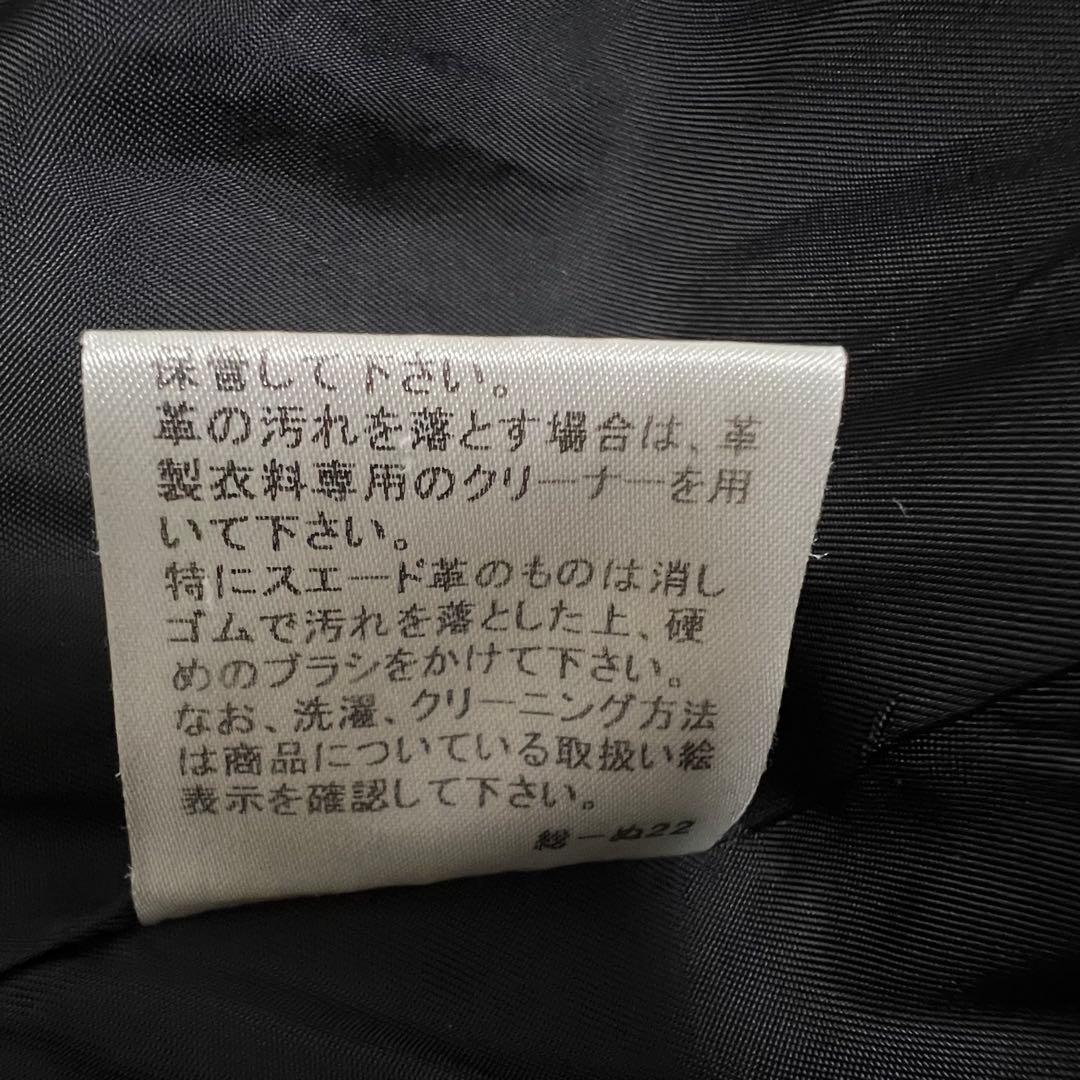 保管して下さい。
革の汚れを落とす場合は、革
製衣料専用のクリーナーを用
いて下さい。
特にスエード革のものは消し
ゴムで汚れを落とした上、硬
めのブラシをかけて下さい。
なお、洗濯、クリーニング方法
は商品についている取扱い絵
表示を確認して下さい。
総ーぬ22